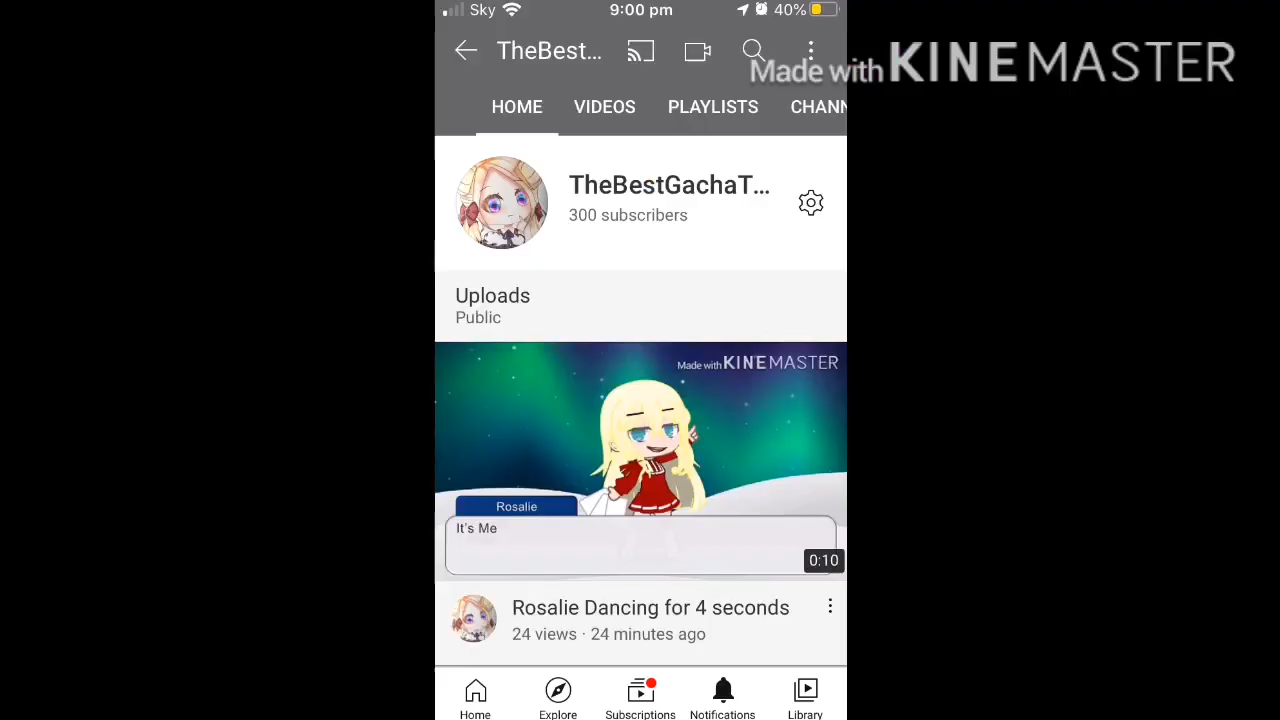 Sky 9:00 pm 40%
TheBest...
Made with KINEMASTER
HOME VIDEOS PLAYLISTS CHANN
TheBestGachaT...
300 subscribers
Uploads
Public
Made with KINEMASTER
Rosalie
It's Me
0:10
Rosalie Dancing for 4 seconds
24 views · 24 minutes ago
Home Explore Subscriptions Notifications Library